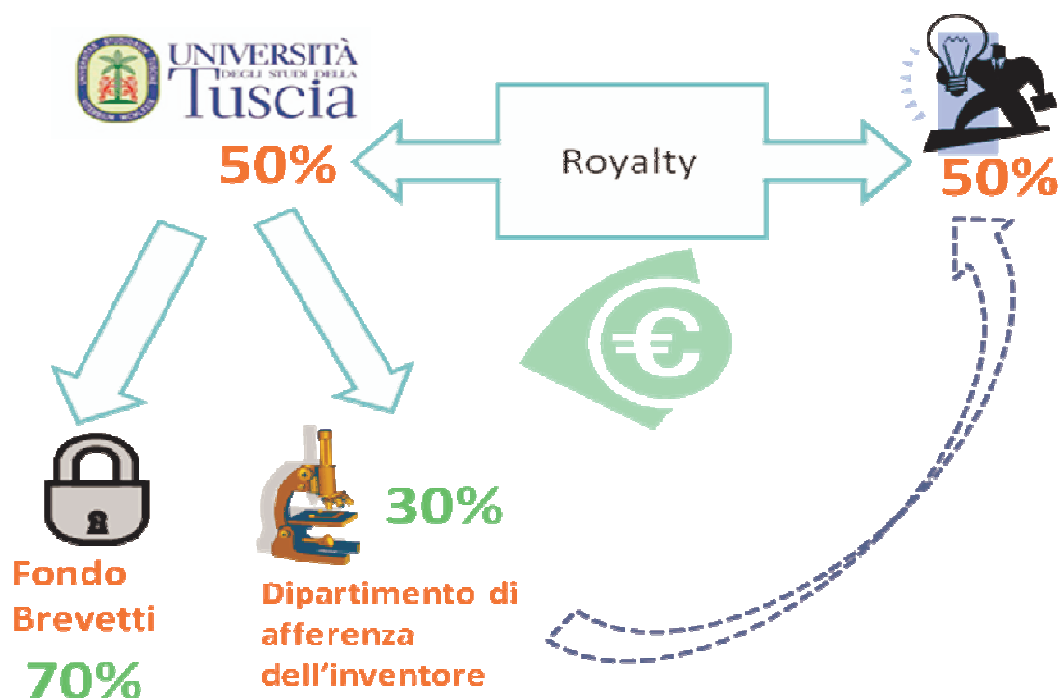 UNIVERSITÀ
DEGLI STUDI DELLA
Tuscia
50%
Royalty
50%
30%
Fondo
Brevetti
70%
Dipartimento di
afferenza
dell'inventore